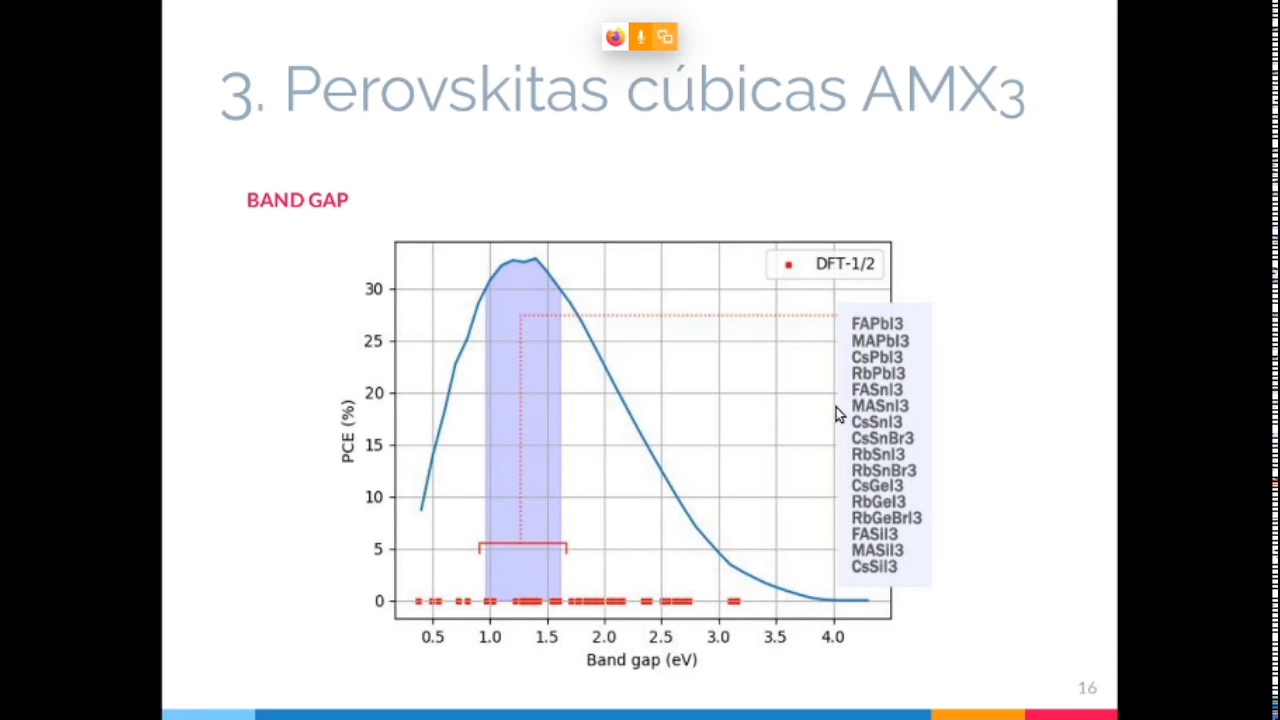 3. Perovskitas cúbicas AMX3
BAND GAP
DFT-1/2
30
25
20
15
10
5
0
PCE (%)
0.5 1.0 1.5 2.0 2.5 3.0 3.5 4.0
Band gap (eV)
FAPbI3
MAPbI3
CsPbI3
RbPbI3
FASnI3
MASnI3
CsSnI3
CsSnBr3
RbSnI3
RbSnBr3
CsGeI3
RbGeI3
RbGeBrI3
FASiI3
MASiI3
CsSiI3
16